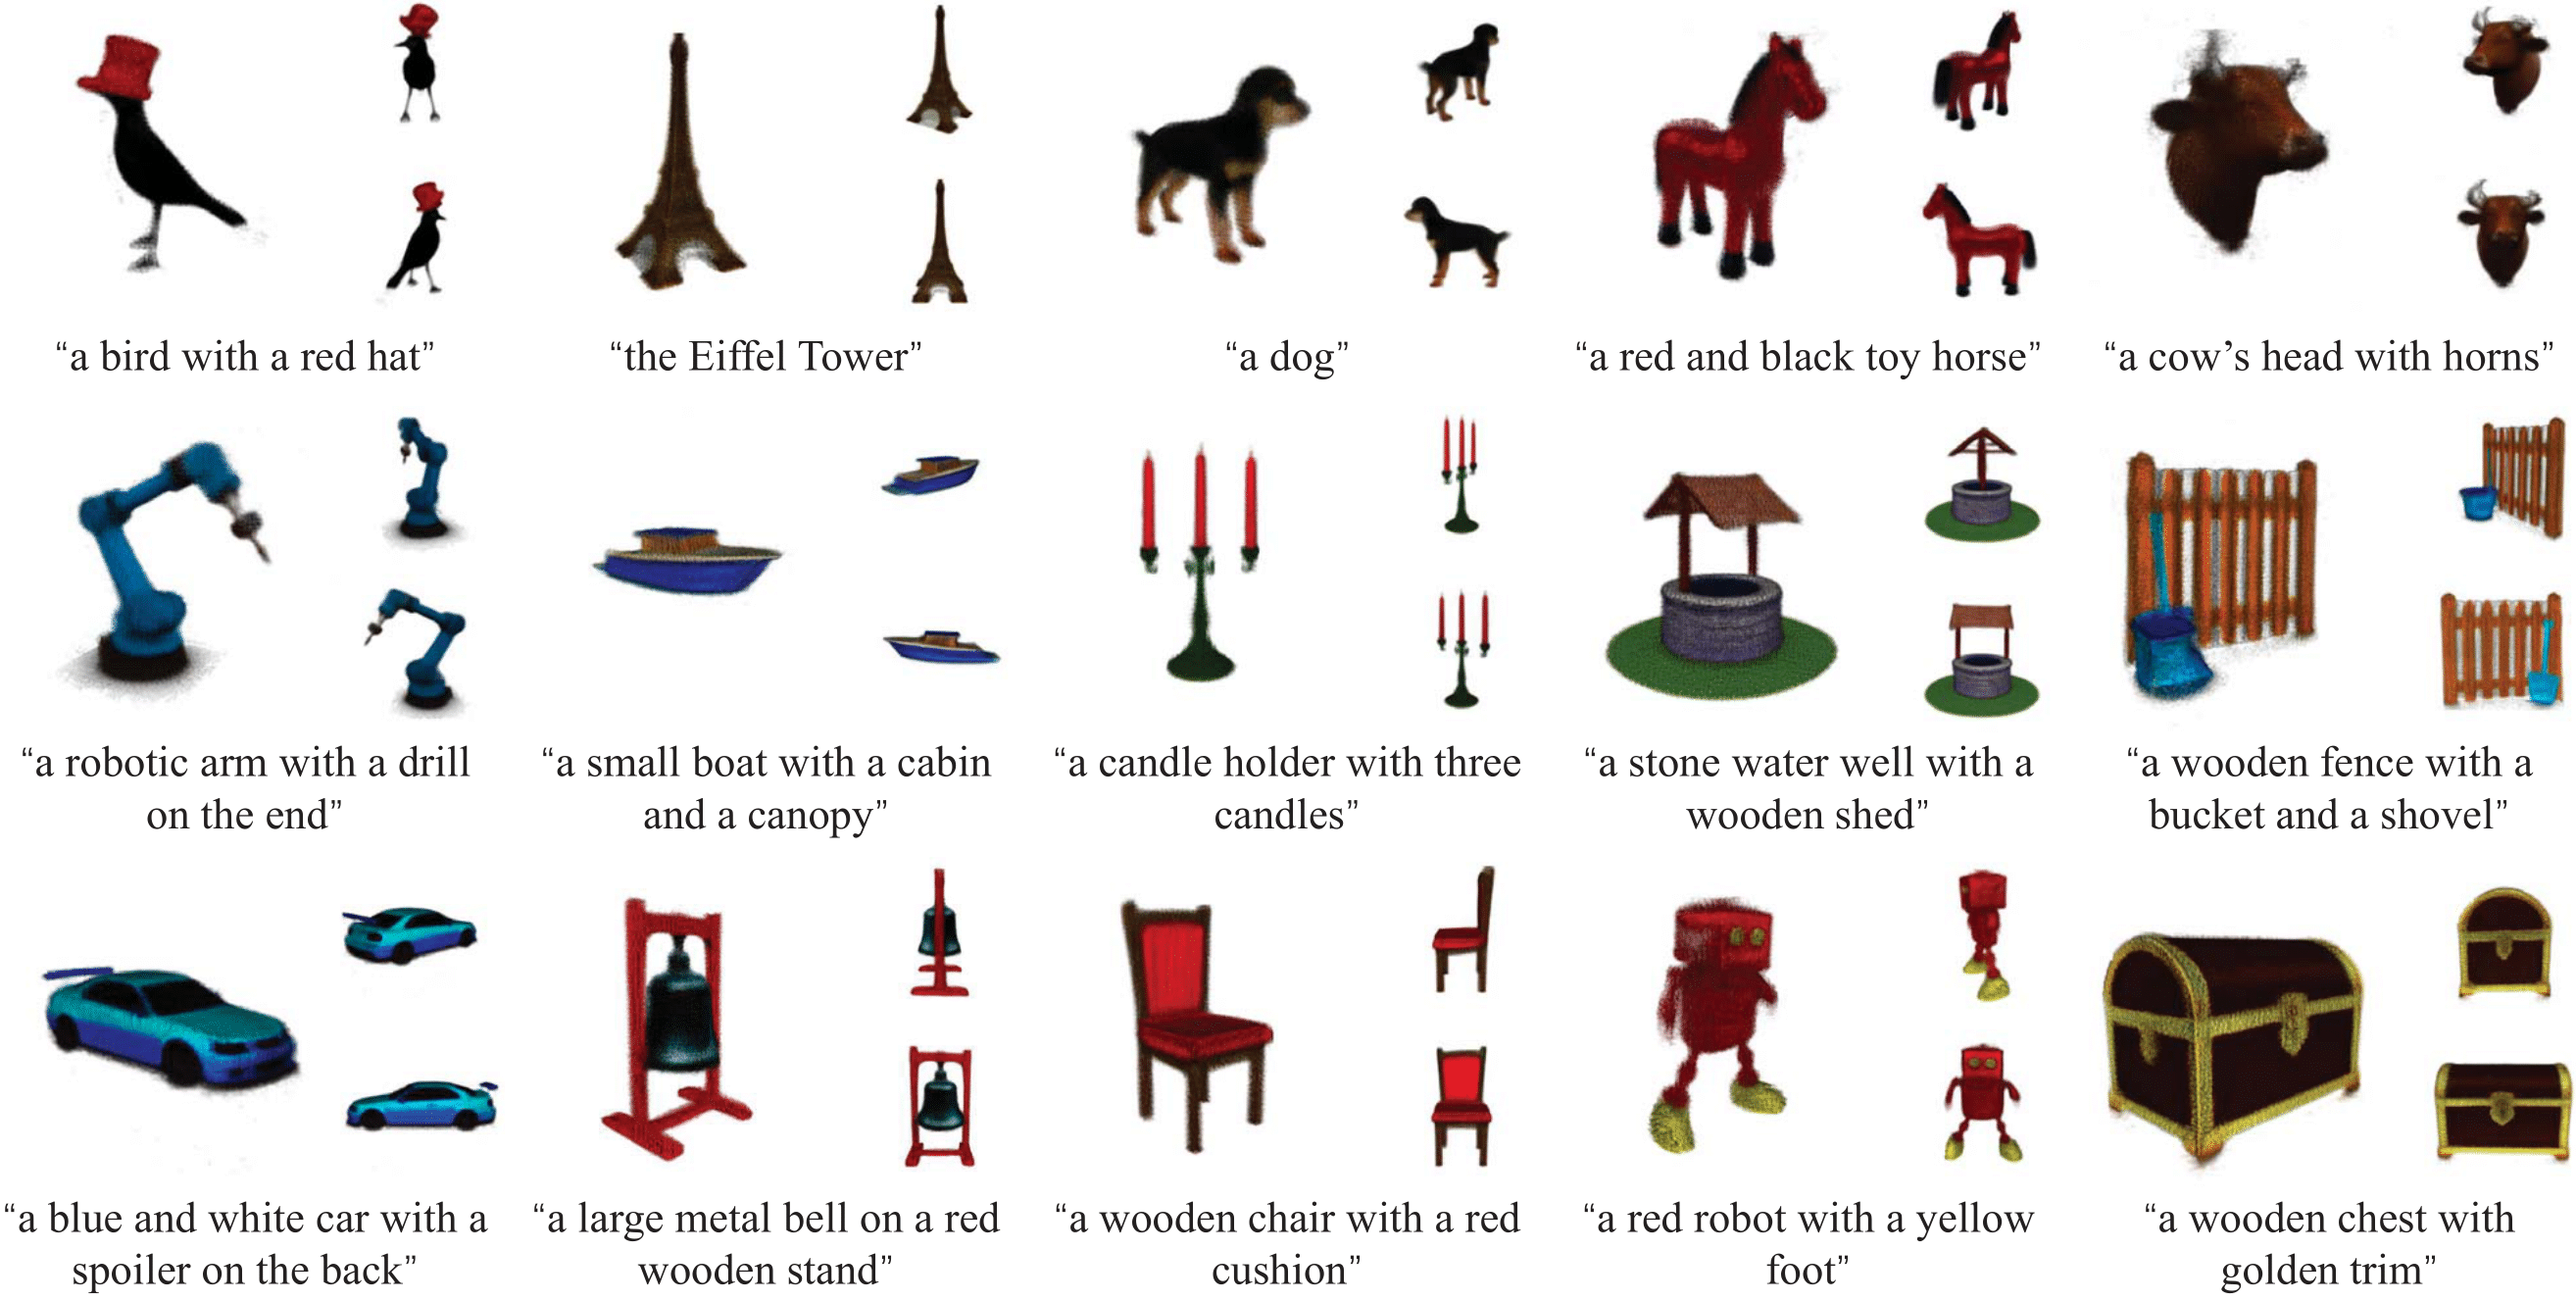 “a bird with a red hat”
“the Eiffel Tower”
“a dog”
“a red and black toy horse”
“a cow’s head with horns”
“a robotic arm with a drill
on the end”
“a small boat with a cabin
and a canopy”
“a candle holder with three
candles”
“a stone water well with a
wooden shed”
“a wooden fence with a
bucket and a shovel”
“a blue and white car with a
spoiler on the back”
“a large metal bell on a red
wooden stand”
“a wooden chair with a red
cushion”
“a red robot with a yellow
foot”
“a wooden chest with
golden trim”